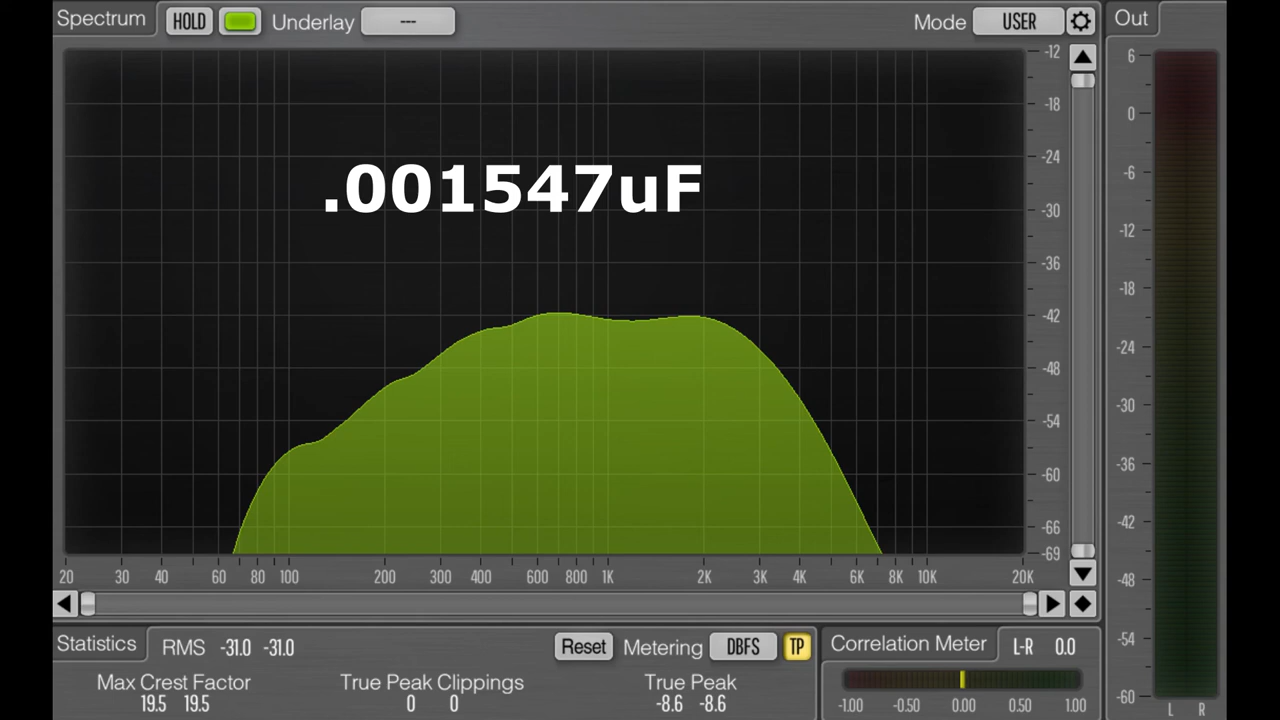 Spectrum HOLD Underlay --- Mode USER Out
.001547uF
-12
-18
-24
-30
-36
-42
-48
-54
-60
-66
-69
6
0
-6
-12
-18
-24
-30
-36
-42
-48
-54
-60
L R
20 30 40 60 80 100 200 300 400 600 800 1K 2K 3K 4K 6K 8K 10K 20K
Statistics RMS -31.0 -31.0 Reset Metering DBFS TP
Max Crest Factor True Peak Clippings True Peak
19.5 19.5 0 0 -8.6 -8.6
Correlation Meter L-R 0.0
-1.00 -0.50 0.00 0.50 1.00